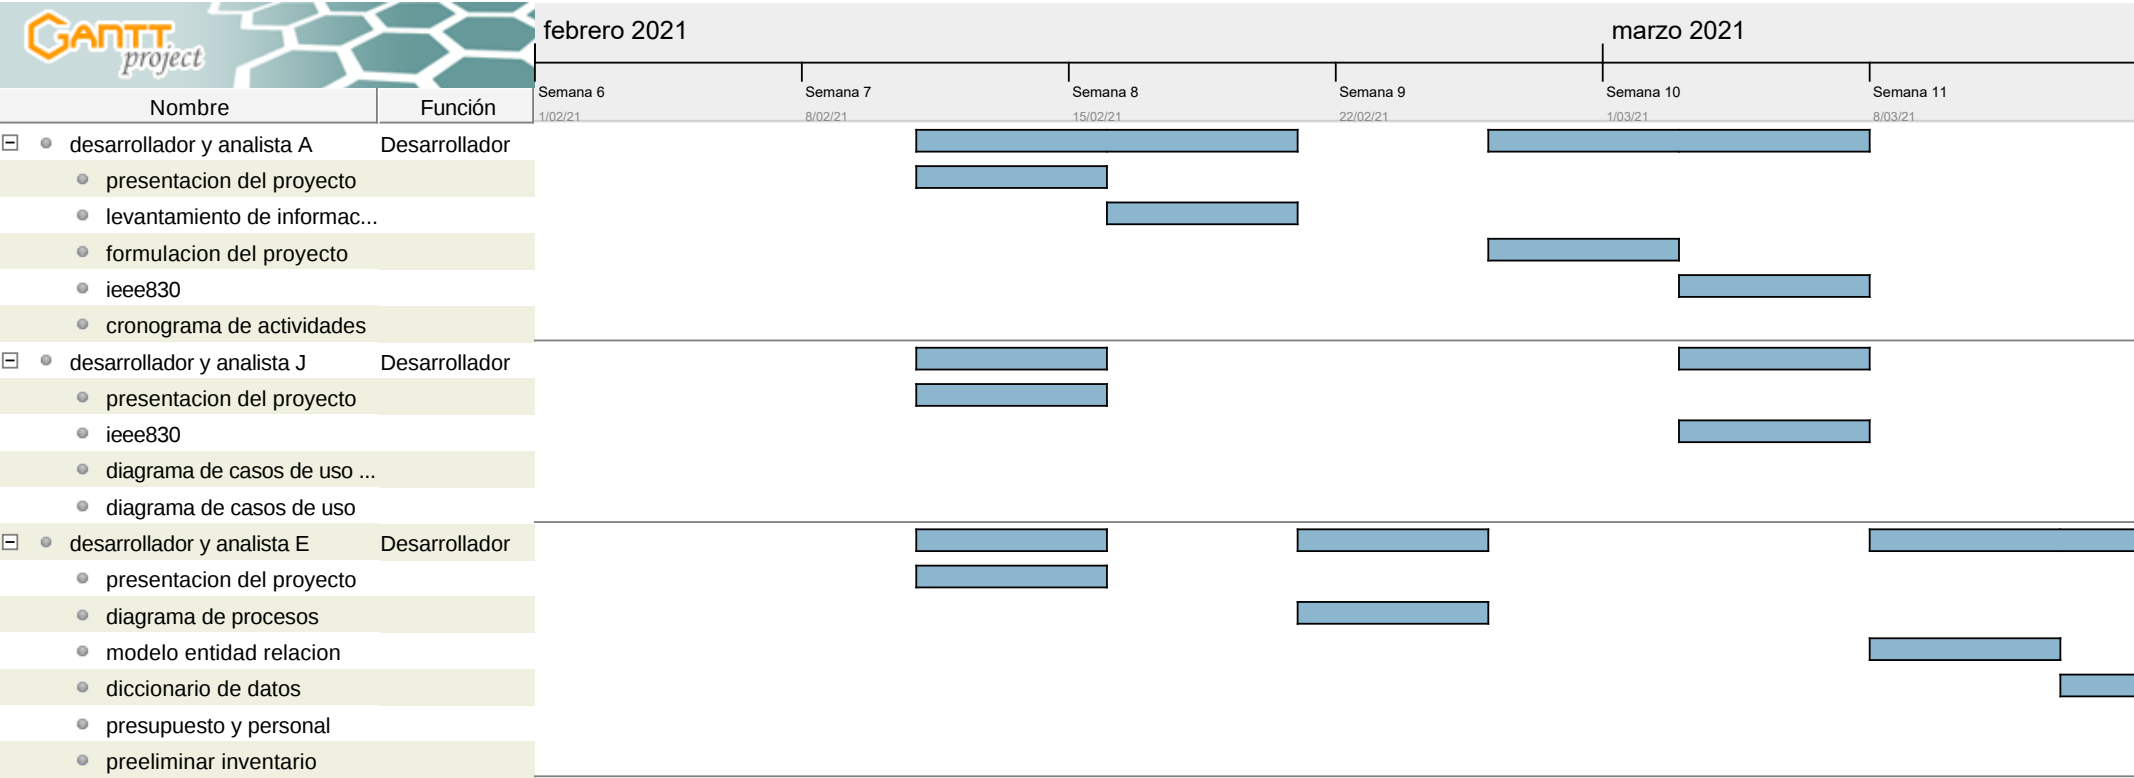 GANTT
project
febrero 2021
marzo 2021
Nombre
Función
Semana 6
Semana 7
Semana 8
Semana 9
Semana 10
Semana 11
1/02/21
8/02/21
15/02/21
22/02/21
1/03/21
8/03/21
desarrollador y analista A Desarrollador
presentacion del proyecto
levantamiento de informac...
formulacion del proyecto
ieee830
cronograma de actividades
desarrollador y analista J Desarrollador
presentacion del proyecto
ieee830
diagrama de casos de uso ...
diagrama de casos de uso
desarrollador y analista E Desarrollador
presentacion del proyecto
diagrama de procesos
modelo entidad relacion
diccionario de datos
presupuesto y personal
preeliminar inventario